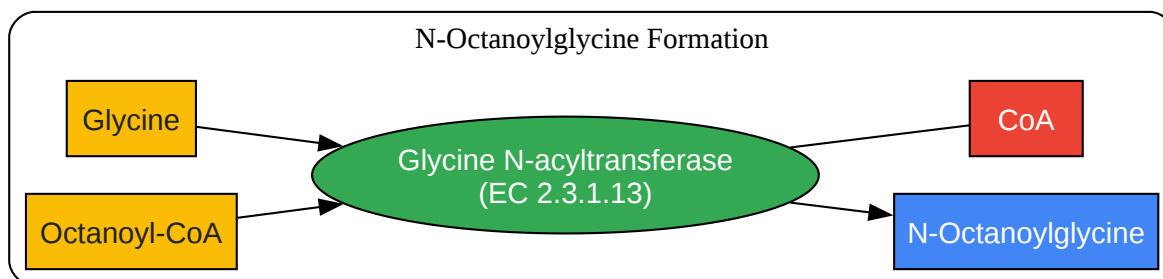 N-Octanoylglycine Formation
Glycine
CoA
Glycine N-acyltransferase
(EC 2.3.1.13)
Octanoyl-CoA
N-Octanoylglycine